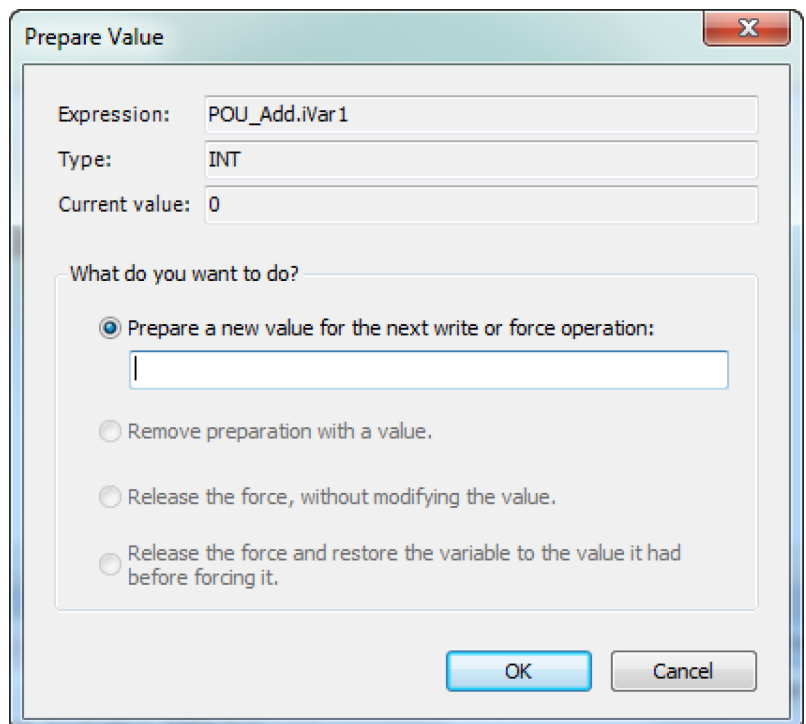 Prepare Value
Expression: POU_Add.iVar1
Type: INT
Current value: 0
What do you want to do?
Prepare a new value for the next write or force operation:
Remove preparation with a value.
Release the force, without modifying the value.
Release the force and restore the variable to the value it had
before forcing it.
OK Cancel